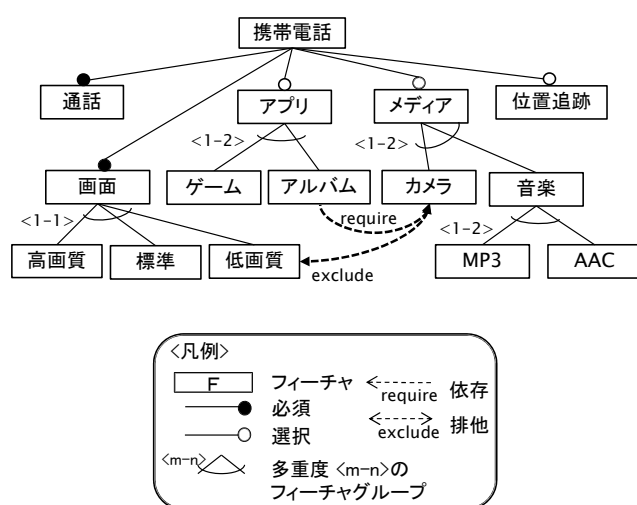 携帯電話
通話
アプリ
メディア
位置追跡
<1-2>
<1-2>
画面
ゲーム
アルバム
カメラ
音楽
<1-1>
require
<1-2>
高画質
標準
低画質
exclude
MP3
AAC
<凡例>
F
フィーチャ
require
依存
必須
exclude
排他
選択
<m-n>
多重度 <m-n>の
フィーチャグループ